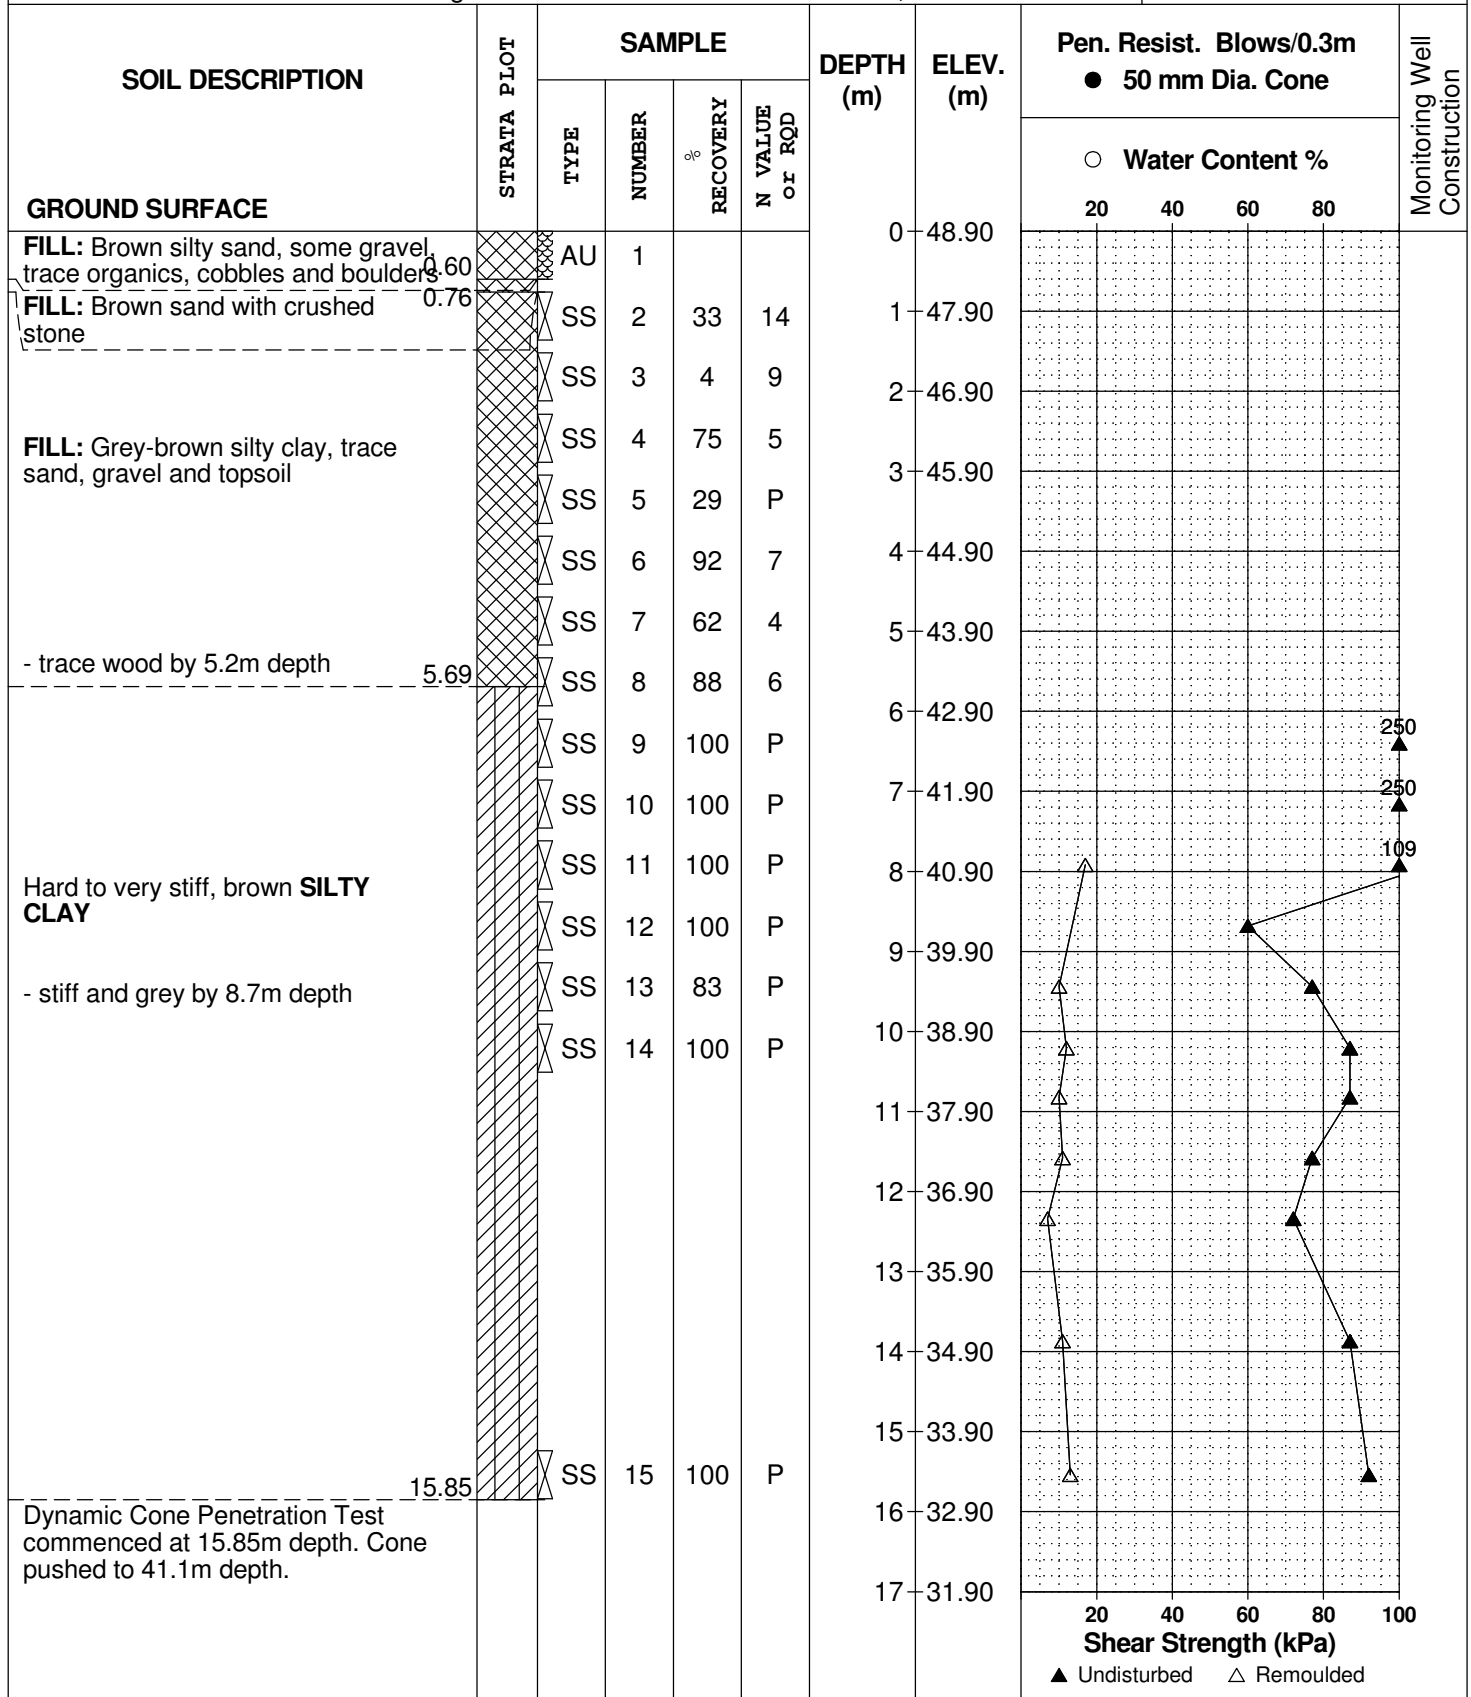 SOIL DESCRIPTION
GROUND SURFACE
STRATA PLOT
SAMPLE
TYPE
NUMBER
% RECOVERY
N VALUE or RQD
DEPTH (m)
ELEV. (m)
Pen. Resist. Blows/0.3m
● 50 mm Dia. Cone
○ Water Content %
20 40 60 80
Monitoring Well Construction
FILL: Brown silty sand, some gravel,
trace organics, cobbles and boulders
0.60
0.76
FILL: Brown sand with crushed
stone
FILL: Grey-brown silty clay, trace
sand, gravel and topsoil
- trace wood by 5.2m depth
5.69
Hard to very stiff, brown SILTY
CLAY
- stiff and grey by 8.7m depth
15.85
Dynamic Cone Penetration Test
commenced at 15.85m depth. Cone
pushed to 41.1m depth.
AU 1
SS 2 33 14
SS 3 4 9
SS 4 75 5
SS 5 29 P
SS 6 92 7
SS 7 62 4
SS 8 88 6
SS 9 100 P
SS 10 100 P
SS 11 100 P
SS 12 100 P
SS 13 83 P
SS 14 100 P
SS 15 100 P
0 48.90
1 47.90
2 46.90
3 45.90
4 44.90
5 43.90
6 42.90
7 41.90
8 40.90
9 39.90
10 38.90
11 37.90
12 36.90
13 35.90
14 34.90
15 33.90
16 32.90
17 31.90
250
250
109
20 40 60 80 100
Shear Strength (kPa)
▲ Undisturbed △ Remoulded